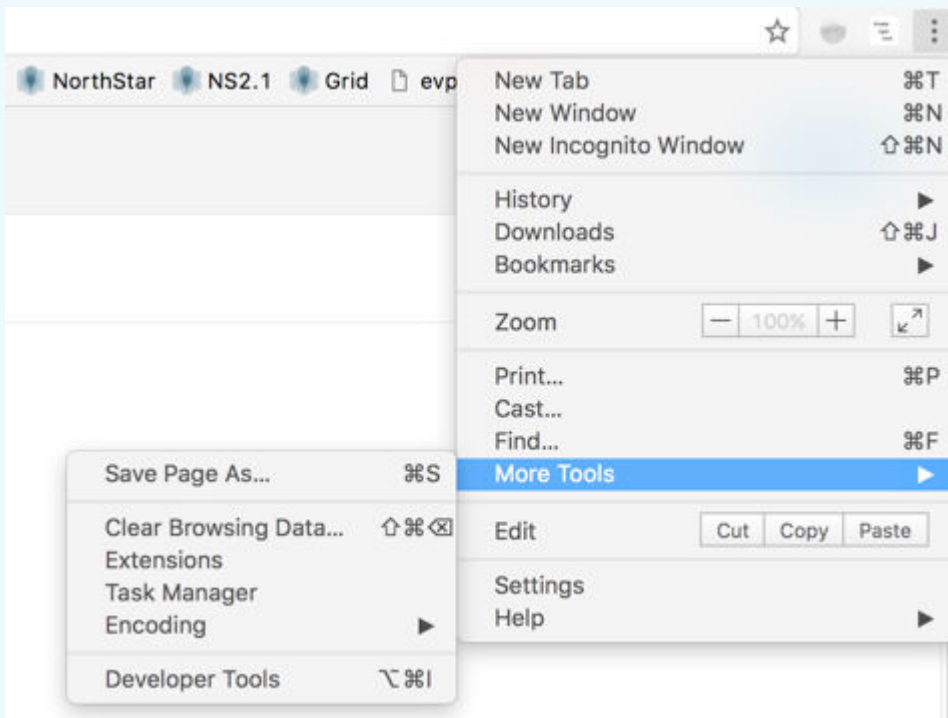 NorthStar NS2.1 Grid evp
New Tab ⌘T
New Window ⌘N
New Incognito Window ⇧⌘N
History ▶
Downloads ⇧⌘J
Bookmarks ▶
Zoom — 100% +
Print... ⌘P
Cast...
Find... ⌘F
More Tools ▶
Edit Cut Copy Paste
Settings
Help ▶
Save Page As... ⌘S
Clear Browsing Data... ⇧⌘⌫
Extensions
Task Manager
Encoding ▶
Developer Tools ⌥⌘I